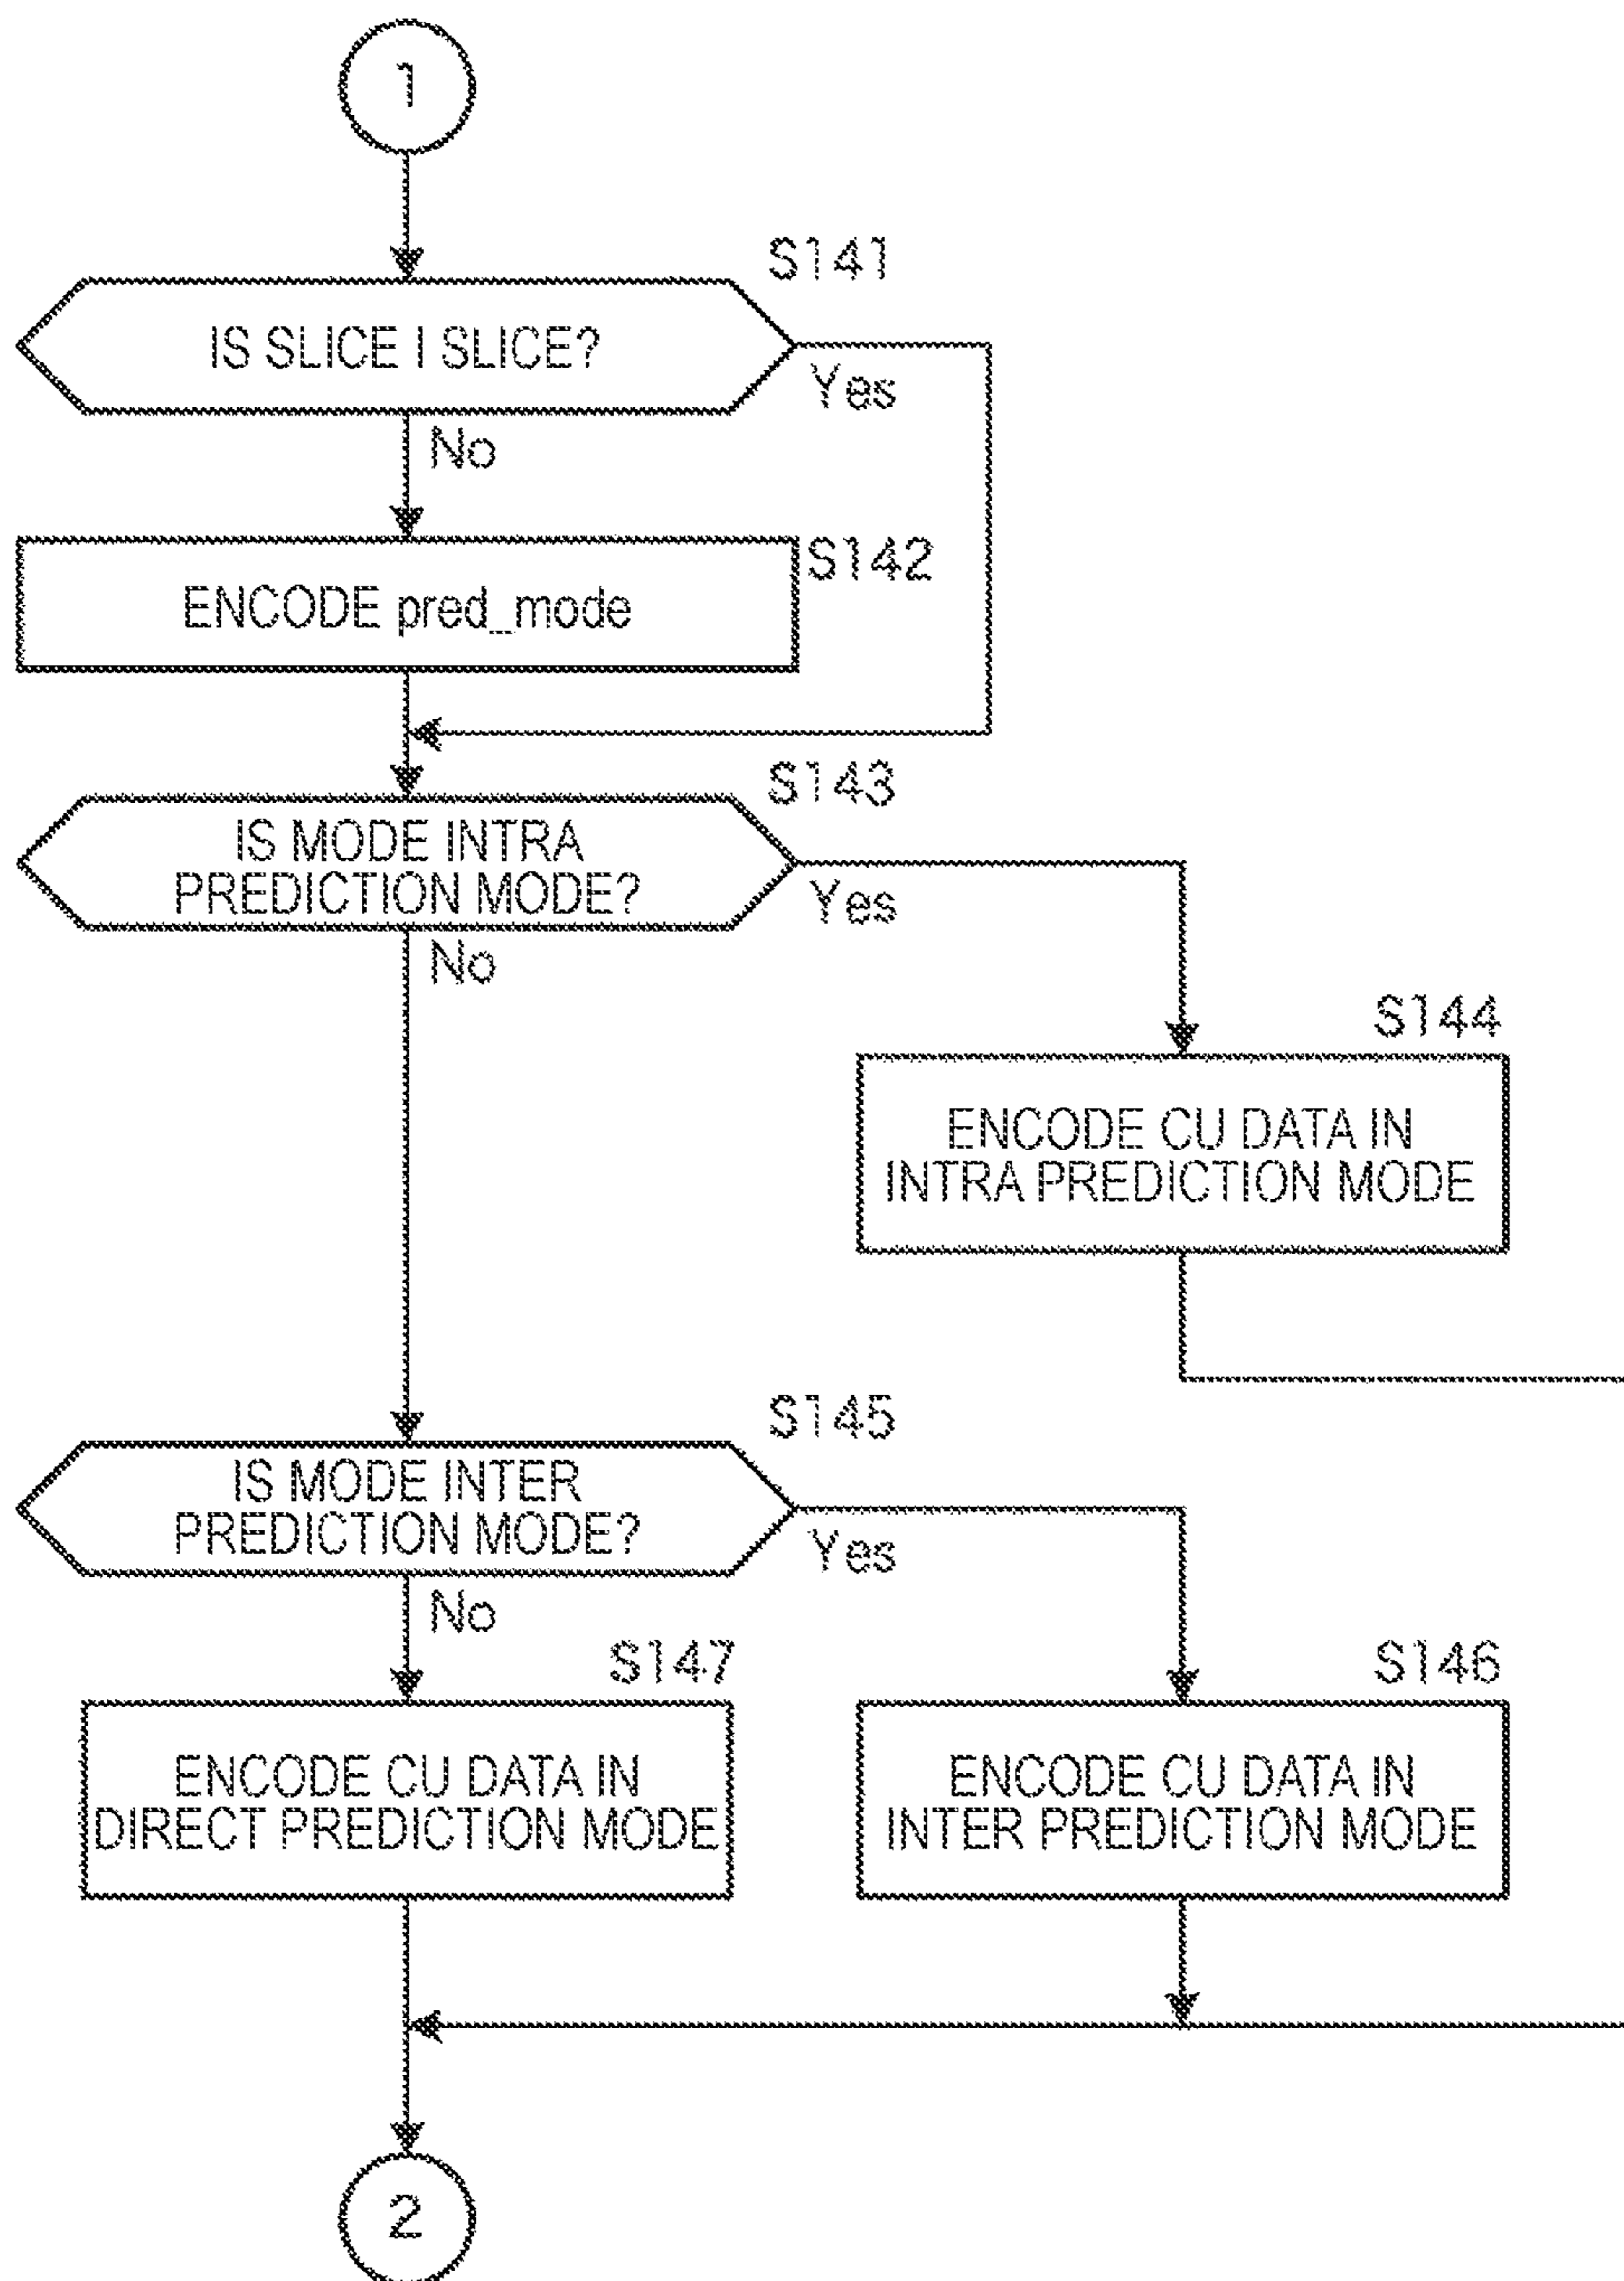 1
S141
IS SLICE I SLICE?
Yes
No
S142
ENCODE pred_mode
S143
IS MODE INTRA
PREDICTION MODE?
Yes
No
S144
ENCODE CU DATA IN
INTRA PREDICTION MODE
S145
IS MODE INTER
PREDICTION MODE?
Yes
No
S147
S146
ENCODE CU DATA IN
DIRECT PREDICTION MODE
ENCODE CU DATA IN
INTER PREDICTION MODE
2